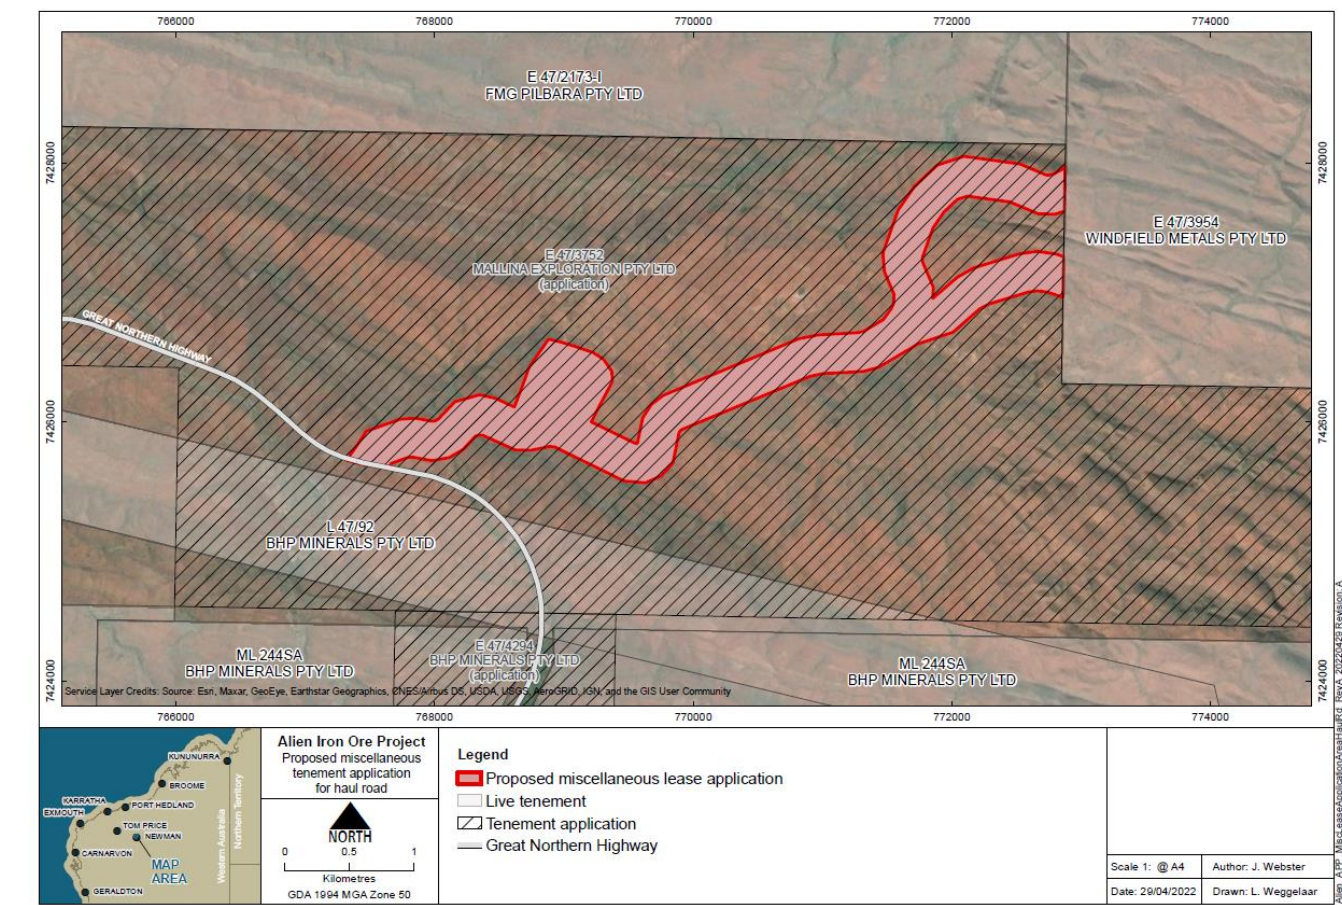 766000
768000
770000
772000
774000
E 47/2173-I
FMG PILBARA PTY LTD
7428000
7428000
E 47/3954
WINDFIELD METALS PTY LTD
E 47/3752
MALLINA EXPLORATION PTY LTD
(application)
GREAT NORTHERN HIGHWAY
7426000
7426000
L 47/92
BHP MINERALS PTY LTD
E 47/4294
BHP MINERALS PTY LTD
(application)
ML 244SA
BHP MINERALS PTY LTD
ML 244SA
BHP MINERALS PTY LTD
7424000
7424000
Service Layer Credits: Source: Esri, Maxar, GeoEye, Earthstar Geographics, CNES/Airbus DS, USDA, USGS, AeroGRID, IGN, and the GIS User Community
766000
768000
770000
772000
774000
KUNUNURRA
BROOME
KARRATHA
PORT HEDLAND
EXMOUTH
TOM PRICE
NEWMAN
CARNARVON
MAP
AREA
GERALDTON
Western Australia
Northern Territory
Alien Iron Ore Project
Proposed miscellaneous
tenement application
for haul road
NORTH
0 0.5 1
Kilometres
GDA 1994 MGA Zone 50
Legend
Proposed miscellaneous lease application
Live tenement
Tenement application
Great Northern Highway
Scale 1: @ A4
Author: J. Webster
Date: 29/04/2022
Drawn: L. Weggelaar
Alien_APP_MiscLeaseApplicationAreaHaulRd_RevA_20220429 Revision: A